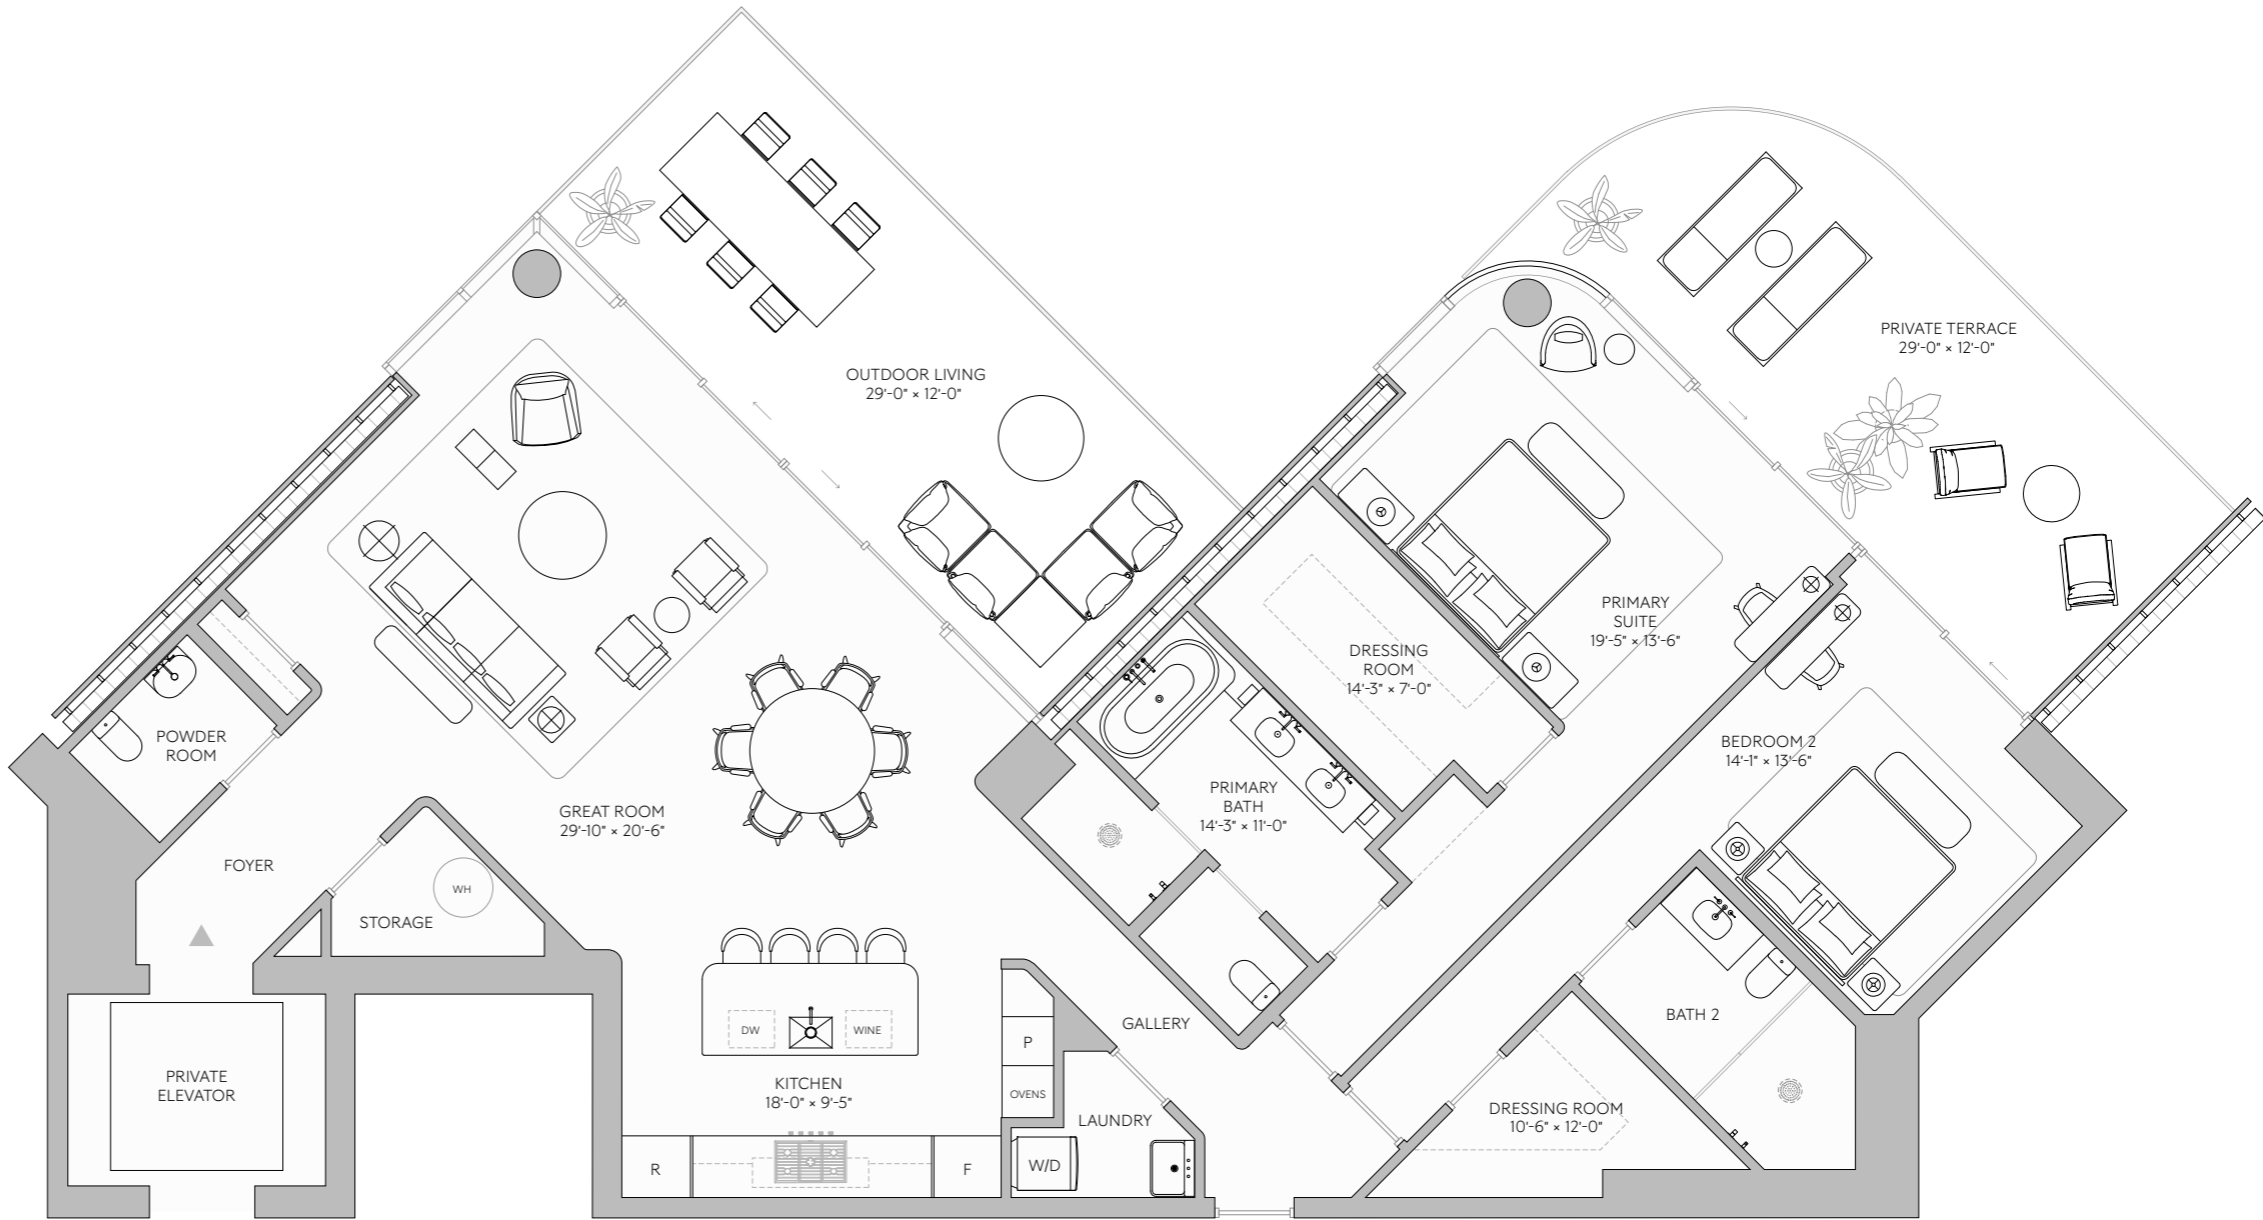 OUTDOOR LIVING
29'-0" × 12'-0"
PRIVATE TERRACE
29'-0" × 12'-0"
PRIMARY
SUITE
19'-5" × 13'-6"
DRESSING
ROOM
14'-3" × 7'-0"
POWDER
ROOM
BEDROOM 2
14'-1" × 13'-6"
PRIMARY
BATH
14'-3" × 11'-0"
GREAT ROOM
29'-10" × 20'-6"
FOYER
WH
STORAGE
DW
WINE
GALLERY
BATH 2
P
OVENS
PRIVATE
ELEVATOR
KITCHEN
18'-0" × 9'-5"
LAUNDRY
DRESSING ROOM
10'-6" × 12'-0"
R
F
W/D